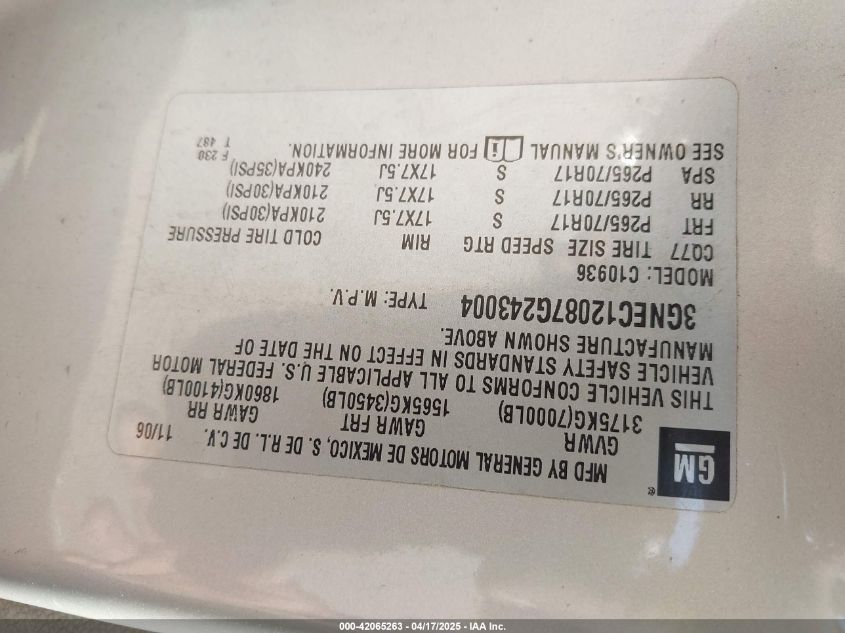 GM
®
MFD BY GENERAL MOTORS DE MEXICO, S. DE R.L. DE C.V. 11/06
GVWR GAWR FRT GAWR RR
3175KG(7000LB) 1565KG(3450LB) 1860KG(4100LB)
THIS VEHICLE CONFORMS TO ALL APPLICABLE U.S. FEDERAL MOTOR
VEHICLE SAFETY STANDARDS IN EFFECT ON THE DATE OF
MANUFACTURE SHOWN ABOVE.
3GNEC12087G243004 TYPE: M.P.V.
MODEL: C10936
CQ77 TIRE SIZE SPEED RTG RIM COLD TIRE PRESSURE
FRT P265/70R17 S 17X7.5J 210KPA(30PSI)
RR P265/70R17 S 17X7.5J 210KPA(30PSI)
SPA P265/70R17 S 17X7.5J 240KPA(35PSI)
SEE OWNER'S MANUAL i FOR MORE INFORMATION.
F 230
T 487
000-42065263 - 04/17/2025 - IAA Inc.